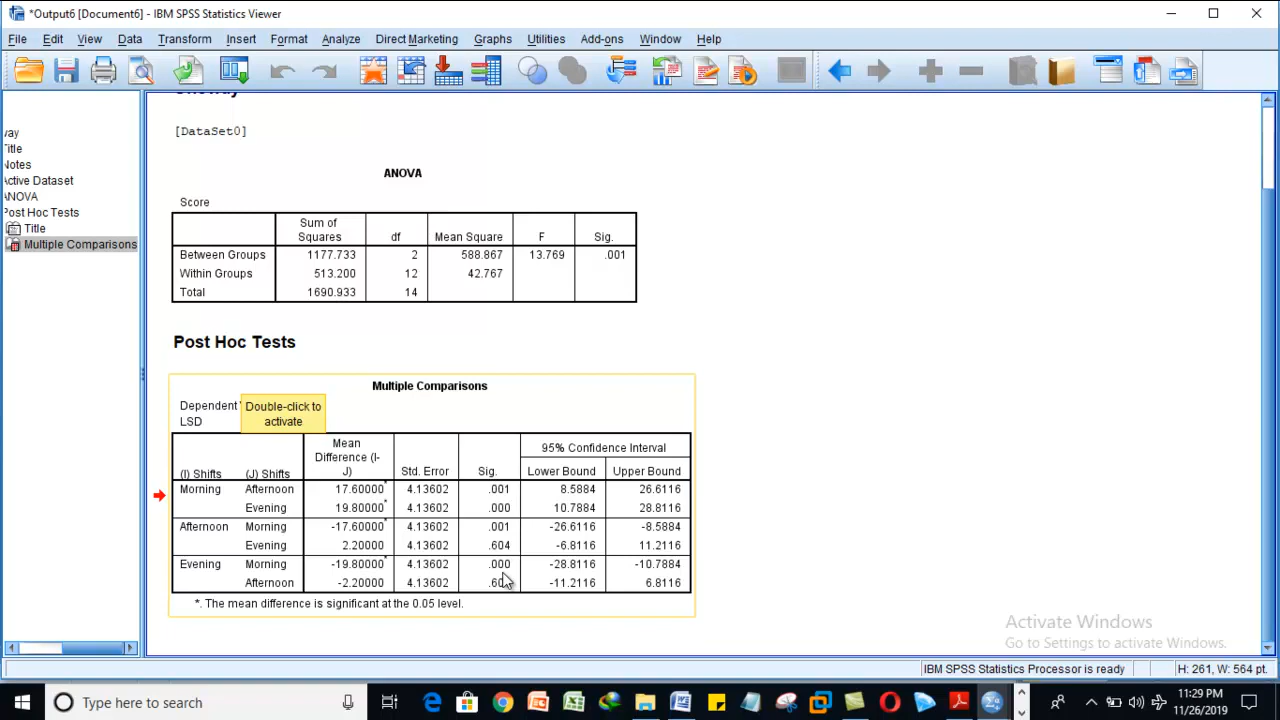 *Output6 [Document6] - IBM SPSS Statistics Viewer
File Edit View Data Transform Insert Format Analyze Direct Marketing Graphs Utilities Add-ons Window Help
way
Title
Notes
Active Dataset
ANOVA
Post Hoc Tests
Title
Multiple Comparisons
[DataSet0]
ANOVA
Score
Sum of Squares df Mean Square F Sig.
Between Groups 1177.733 2 588.867 13.769 .001
Within Groups 513.200 12 42.767
Total 1690.933 14
Post Hoc Tests
Multiple Comparisons
Dependent
LSD
Double-click to
activate
95% Confidence Interval
(I) Shifts (J) Shifts Mean Difference (I-J) Std. Error Sig. Lower Bound Upper Bound
Morning Afternoon 17.60000* 4.13602 .001 8.5884 26.6116
Evening 19.80000* 4.13602 .000 10.7884 28.8116
Afternoon Morning -17.60000* 4.13602 .001 -26.6116 -8.5884
Evening 2.20000 4.13602 .604 -6.8116 11.2116
Evening Morning -19.80000* 4.13602 .000 -28.8116 -10.7884
Afternoon -2.20000 4.13602 -11.2116 6.8116
*. The mean difference is significant at the 0.05 level.
Activate Windows
Go to Settings to activate Windows.
IBM SPSS Statistics Processor is ready H: 261, W: 564 pt.
Type here to search
11:29 PM
11/26/2019